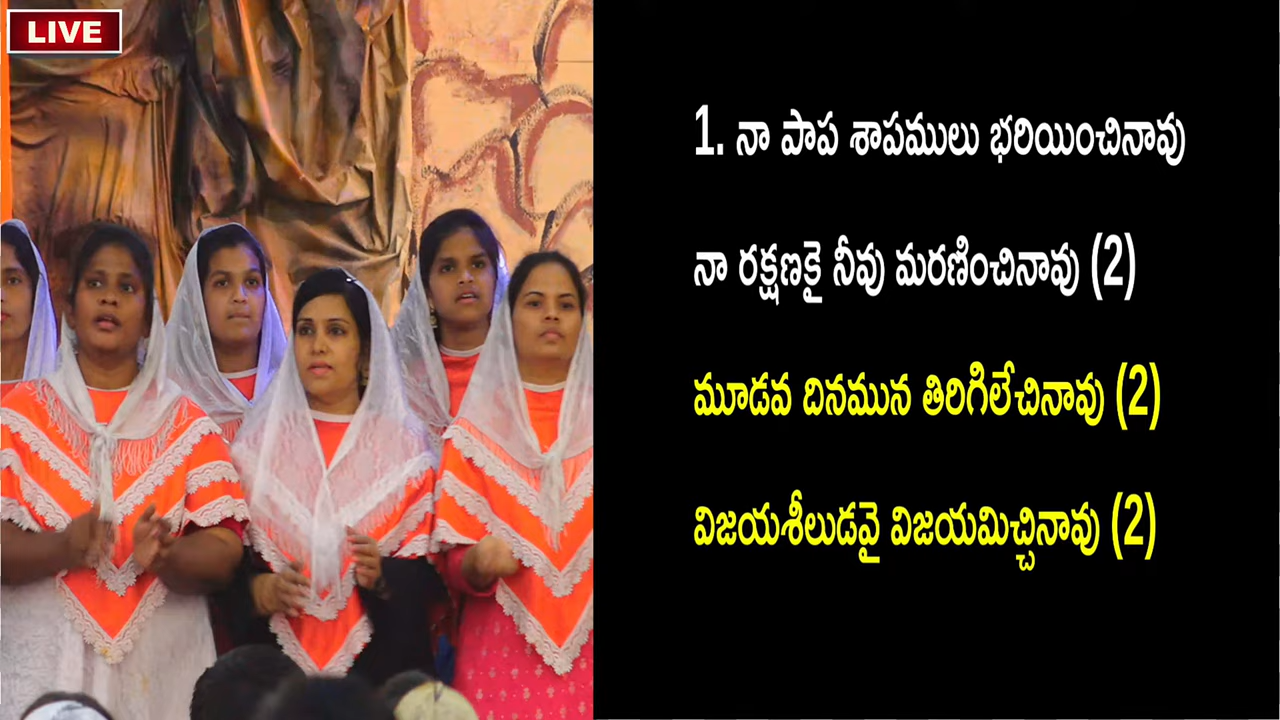 LIVE
1. నా పాప శాపములు భరియించినావు
నా రక్షణకై నీవు మరణించినావు (2)
మూడవ దినమున తిరిగిలేచినావు (2)
విజయశీలుడవై విజయమిచ్చినావు (2)